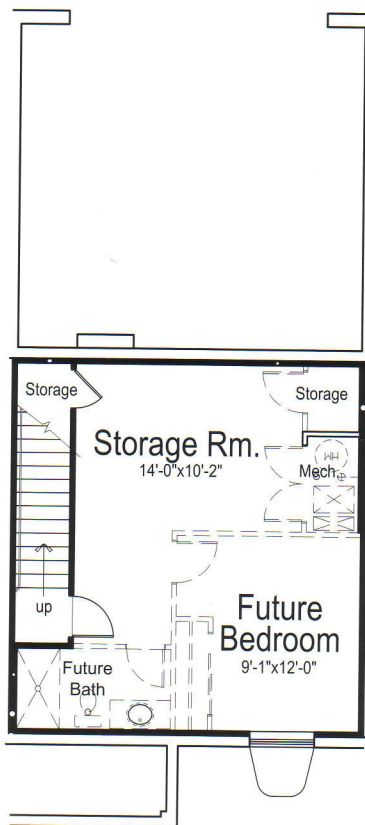 Storage
Storage
Storage Rm.
14'-0"x10'-2"
WH
Mech.
up
Future
Bedroom
9'-1"x12'-0"
Future
Bath